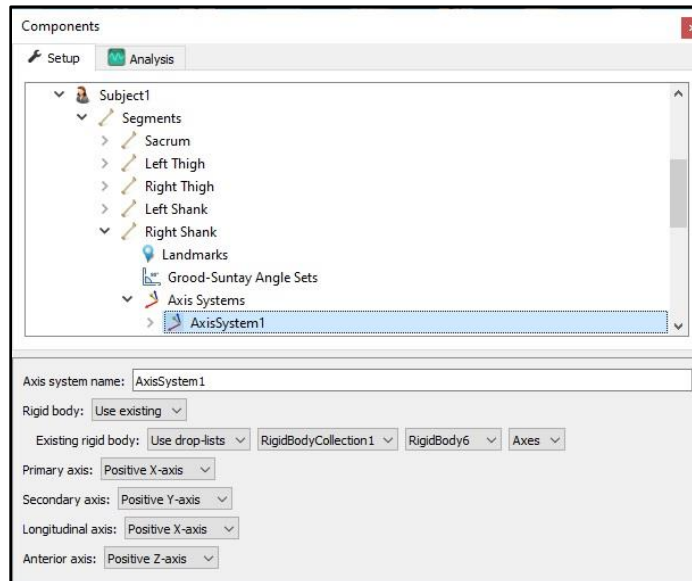 Components
Setup Analysis
Subject1
Segments
Sacrum
Left Thigh
Right Thigh
Left Shank
Right Shank
Landmarks
Grood-Suntay Angle Sets
Axis Systems
AxisSystem1
Axis system name: AxisSystem1
Rigid body: Use existing
Existing rigid body: Use drop-lists RigidBodyCollection1 RigidBody6 Axes
Primary axis: Positive X-axis
Secondary axis: Positive Y-axis
Longitudinal axis: Positive X-axis
Anterior axis: Positive Z-axis